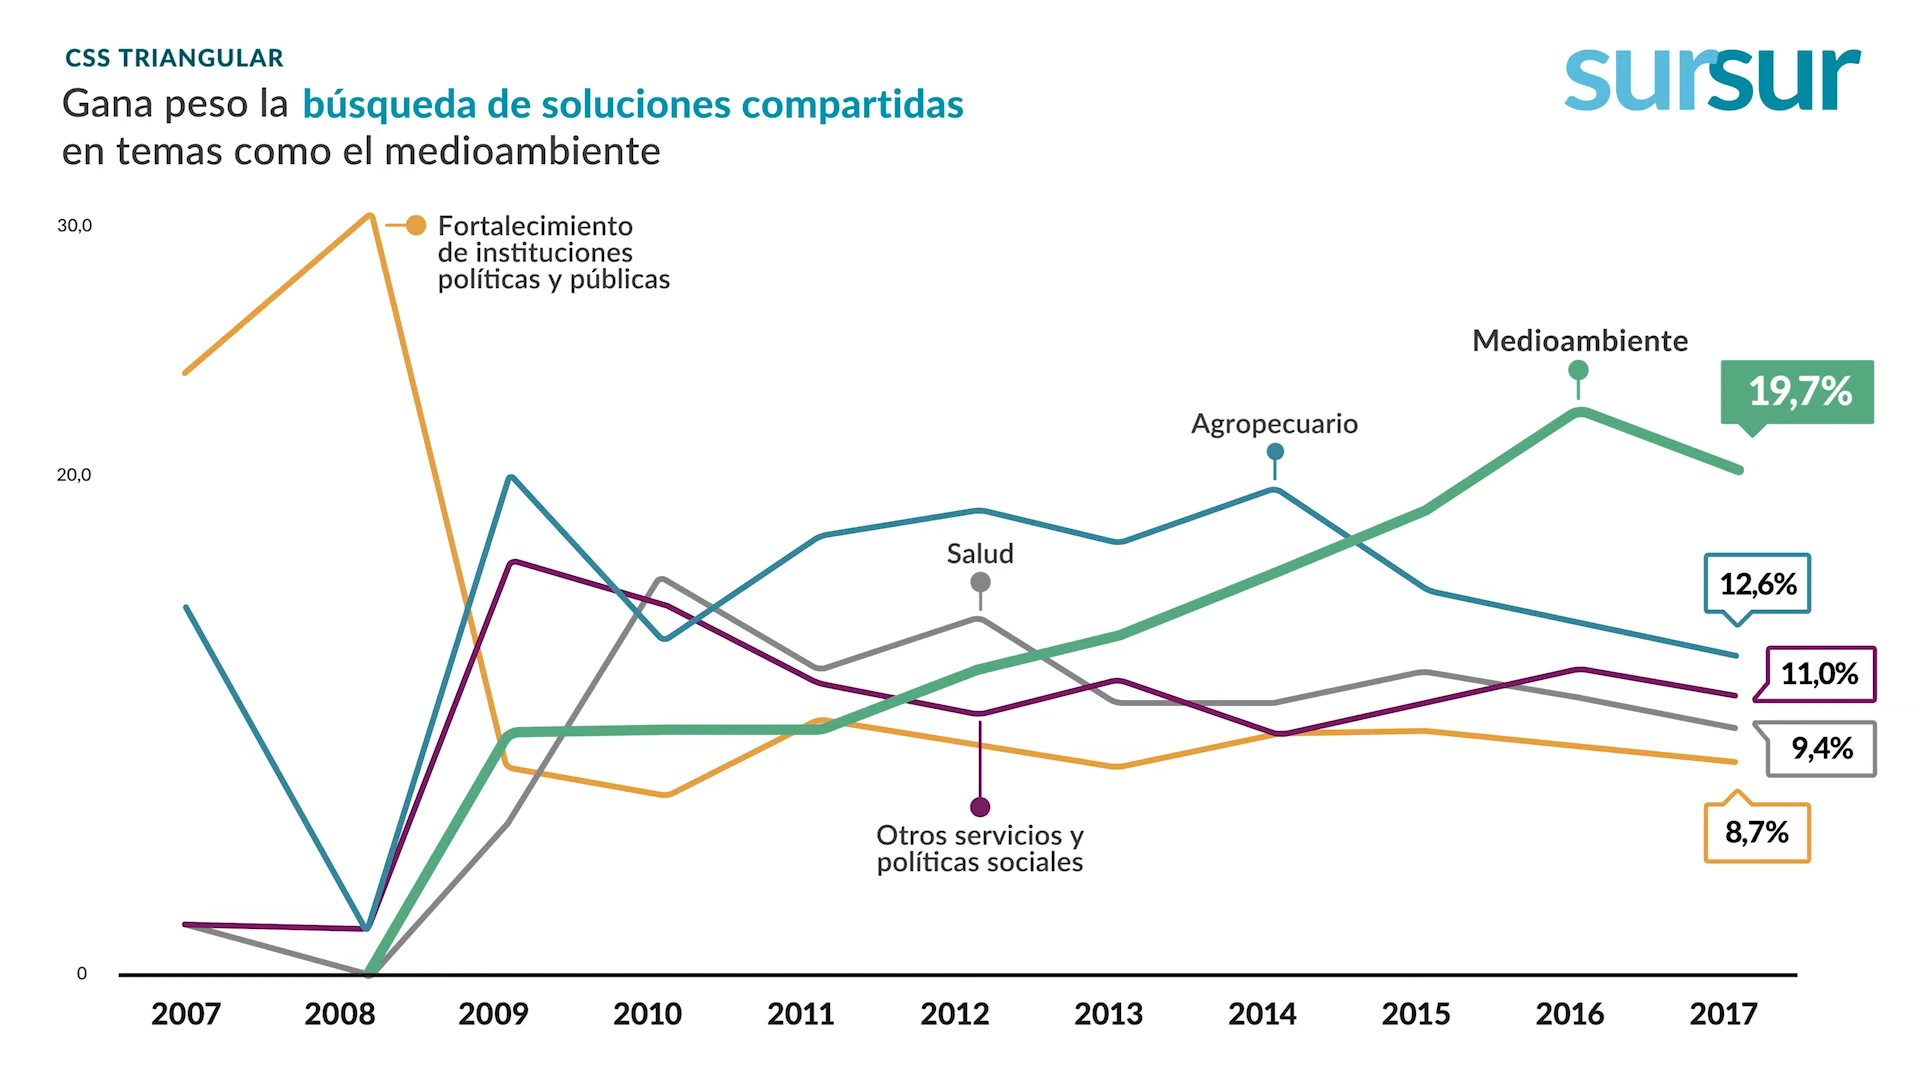 CSS TRIANGULAR
Gana peso la búsqueda de soluciones compartidas
en temas como el medioambiente
sursur
30,0
Fortalecimiento
de instituciones
políticas y públicas
Medioambiente
19,7%
Agropecuario
20,0
Salud
12,6%
11,0%
9,4%
Otros servicios y
políticas sociales
8,7%
0
2007 2008 2009 2010 2011 2012 2013 2014 2015 2016 2017